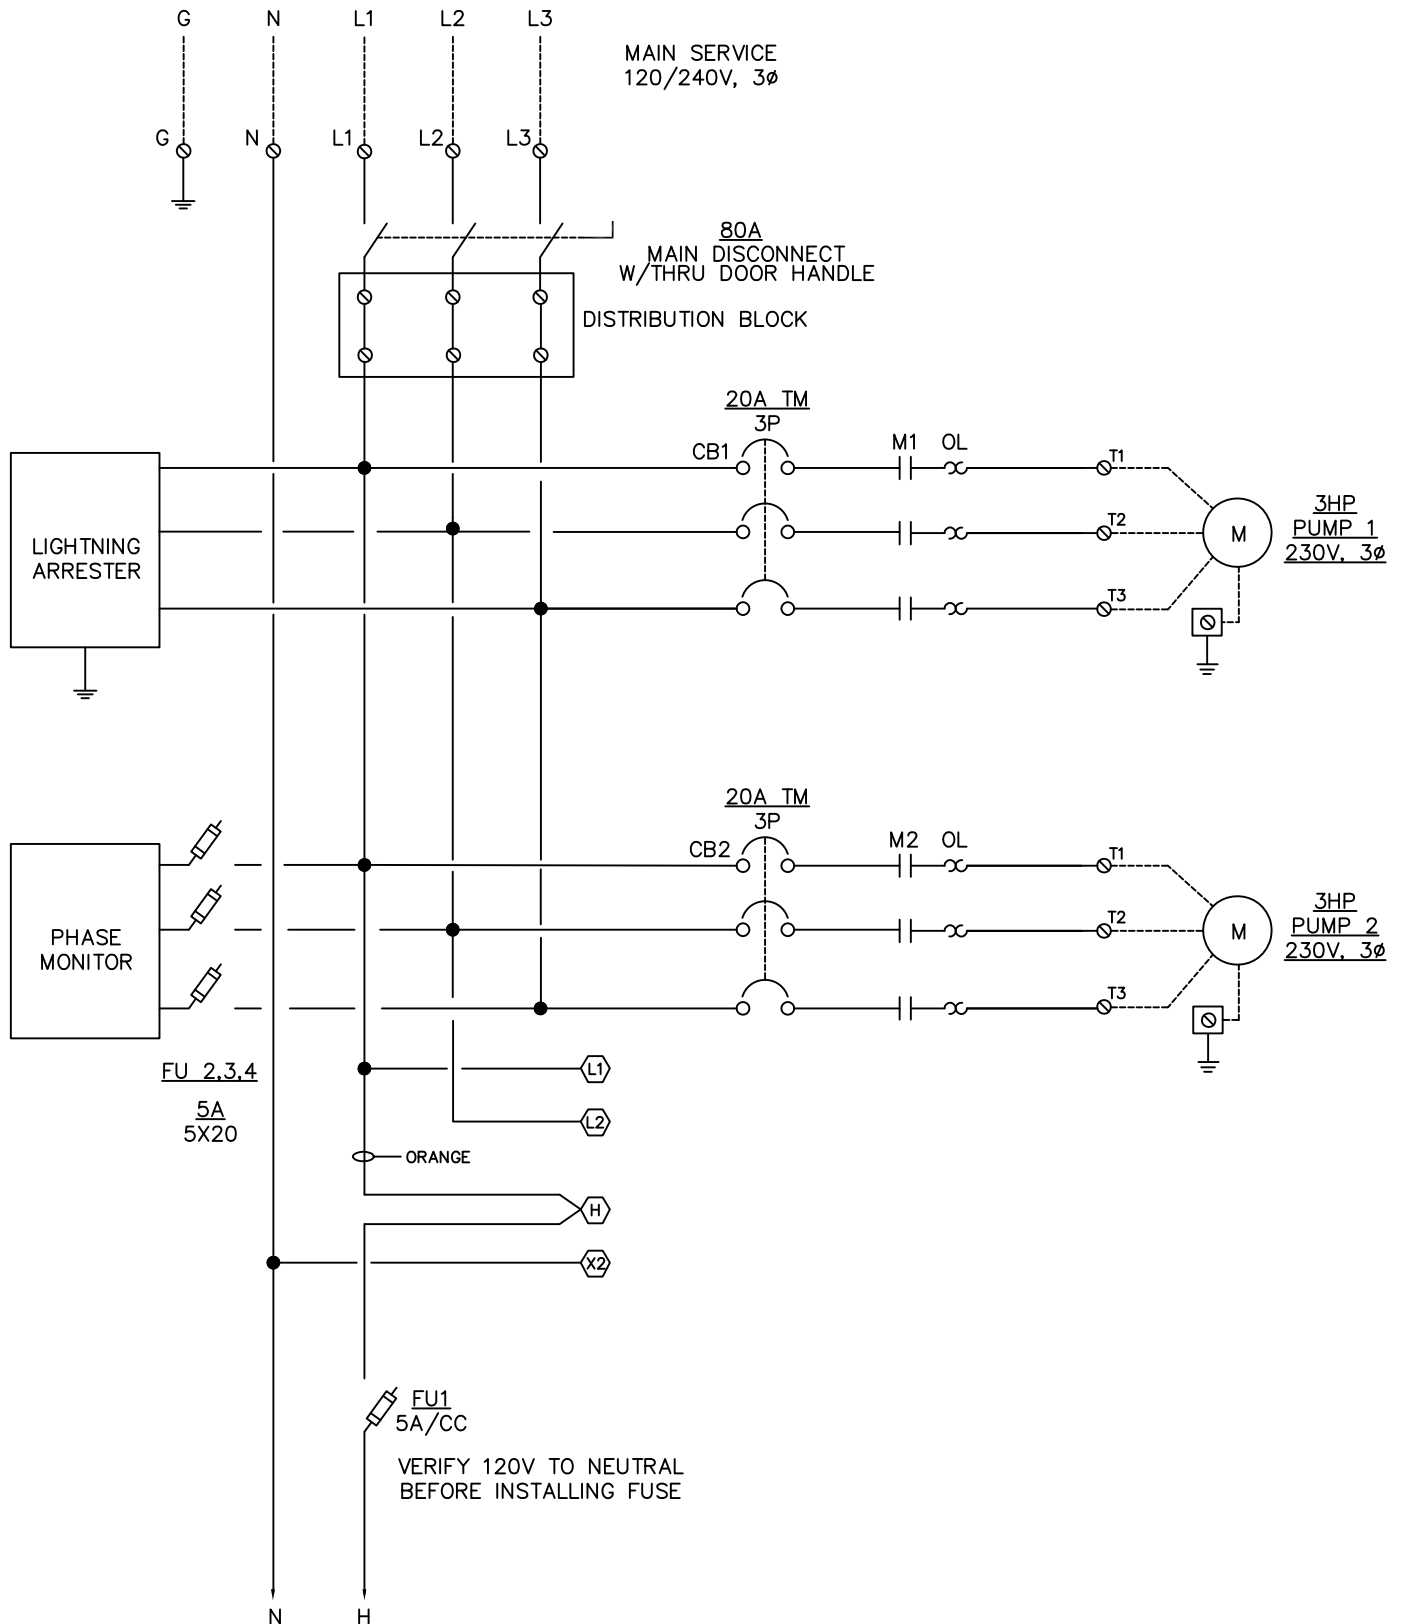 G N L1 L2 L3
MAIN SERVICE
120/240V, 3ø
G N L1 L2 L3
80A
MAIN DISCONNECT
W/THRU DOOR HANDLE
DISTRIBUTION BLOCK
20A TM
3P
CB1 M1 OL T1
T2
T3
LIGHTNING
ARRESTER
M
3HP
PUMP 1
230V, 3ø
20A TM
3P
CB2 M2 OL T1
T2
T3
PHASE
MONITOR
M
3HP
PUMP 2
230V, 3ø
FU 2,3,4
5A
5X20
L1
L2
ORANGE
H
X2
FU1
5A/CC
VERIFY 120V TO NEUTRAL
BEFORE INSTALLING FUSE
N H